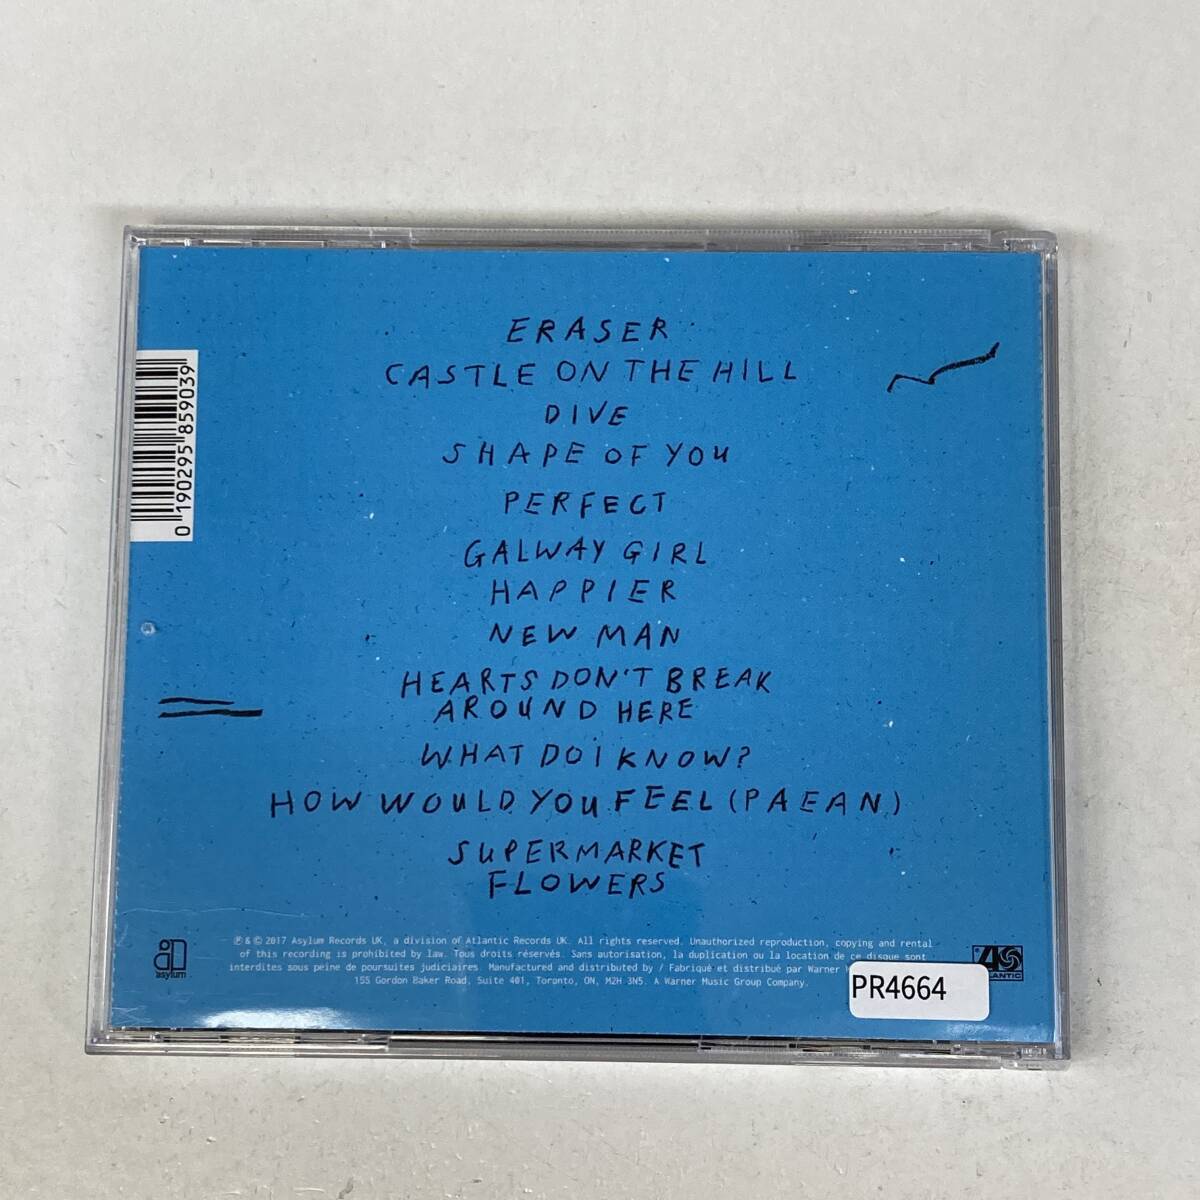 ERASER
CASTLE ON THE HILL
DIVE
SHAPE OF YOU
PERFECT
GALWAY GIRL
HAPPIER
NEW MAN
HEARTS DON'T BREAK
AROUND HERE
WHAT DO I KNOW?
HOW WOULD YOU FEEL (PAEAN)
SUPERMARKET
FLOWERS
0 190295 859039
asylum
℗ & © 2017 Asylum Records UK, a division of Atlantic Records UK. All rights reserved. Unauthorized reproduction, copying and rental
of this recording is prohibited by law. Tous droits réservés. Sans autorisation, la duplication ou la location de ce disque sont
interdites sous peine de poursuites judiciaires. Manufactured and distributed by / Fabriqué et distribué par Warner
155 Gordon Baker Road, Suite 401, Toronto, ON, M2H 3N5. A Warner Music Group Company.
PR4664